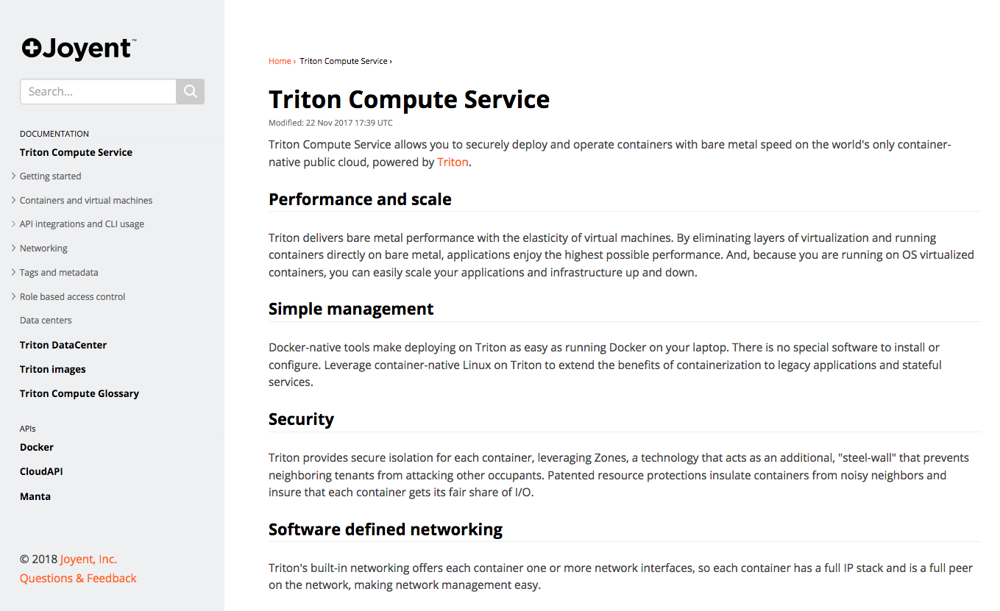 Joyent™
Search...
DOCUMENTATION
Triton Compute Service
Getting started
Containers and virtual machines
API integrations and CLI usage
Networking
Tags and metadata
Role based access control
Data centers
Triton DataCenter
Triton images
Triton Compute Glossary
APIs
Docker
CloudAPI
Manta
© 2018 Joyent, Inc.
Questions & Feedback
Home › Triton Compute Service ›
Triton Compute Service
Modified: 22 Nov 2017 17:39 UTC
Triton Compute Service allows you to securely deploy and operate containers with bare metal speed on the world's only container-
native public cloud, powered by Triton.
Performance and scale
Triton delivers bare metal performance with the elasticity of virtual machines. By eliminating layers of virtualization and running
containers directly on bare metal, applications enjoy the highest possible performance. And, because you are running on OS virtualized
containers, you can easily scale your applications and infrastructure up and down.
Simple management
Docker-native tools make deploying on Triton as easy as running Docker on your laptop. There is no special software to install or
configure. Leverage container-native Linux on Triton to extend the benefits of containerization to legacy applications and stateful
services.
Security
Triton provides secure isolation for each container, leveraging Zones, a technology that acts as an additional, "steel-wall" that prevents
neighboring tenants from attacking other occupants. Patented resource protections insulate containers from noisy neighbors and
insure that each container gets its fair share of I/O.
Software defined networking
Triton's built-in networking offers each container one or more network interfaces, so each container has a full IP stack and is a full peer
on the network, making network management easy.